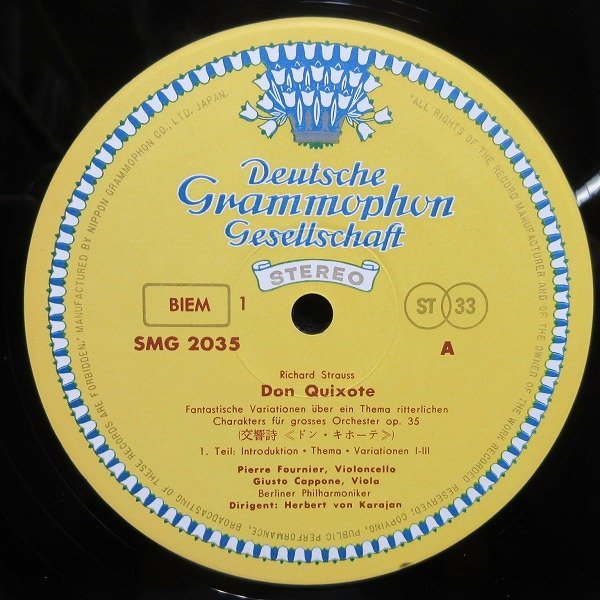 Deutsche
Grammophon
Gesellschaft
STEREO
BIEM 1
ST 33
SMG 2035
A
Richard Strauss
Don Quixote
Fantastische Variationen über ein Thema ritterlichen
Charakters für grosses Orchester op. 35
(交響詩 ≪ドン・キホーテ≫)
1. Teil: Introduktion · Thema · Variationen I-III
Pierre Fournier, Violoncello
Giusto Cappone, Viola
Berliner Philharmoniker
Dirigent: Herbert von Karajan
"ALL RIGHTS OF THE RECORD MANUFACTURER AND OF THE OWNER OF THE WORK RECORDED RESERVED; COPYING, PUBLIC PERFORMANCE, BROADCASTING OF THESE RECORDS ARE FORBIDDEN." MANUFACTURED BY NIPPON GRAMMOPHON CO., LTD. JAPAN.